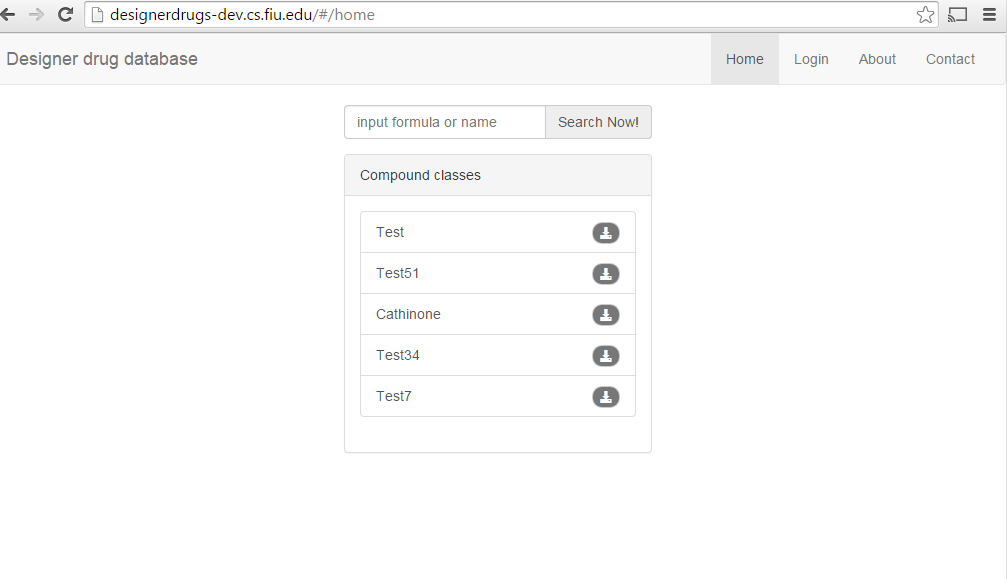 designerdrugs-dev.cs.fiu.edu/#/home
Designer drug database Home Login About Contact
input formula or name Search Now!
Compound classes
Test
Test51
Cathinone
Test34
Test7